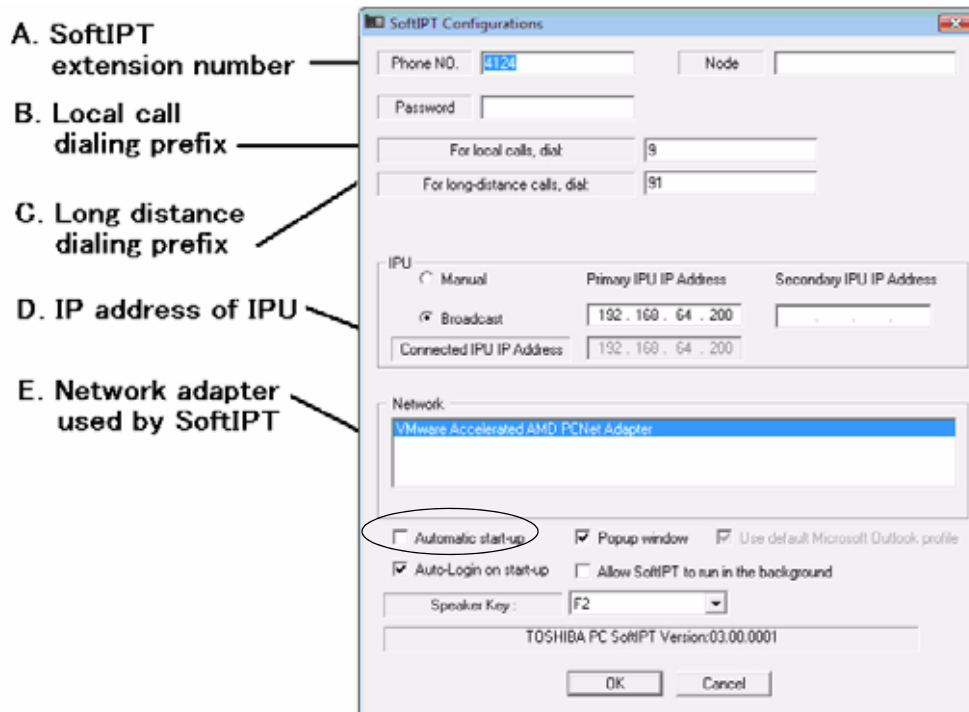 A. SoftIPT
extension number
B. Local call
dialing prefix
C. Long distance
dialing prefix
D. IP address of IPU
E. Network adapter
used by SoftIPT
SoftIPT Configurations
Phone NO. 4124 Node
Password
For local calls, dial: 9
For long-distance calls, dial: 91
IPU
Manual Primary IPU IP Address Secondary IPU IP Address
Broadcast 192 . 168 . 64 . 200 . . .
Connected IPU IP Address 192 . 168 . 64 . 200
Network
VMware Accelerated AMD PCNet Adapter
Automatic start-up Popup window Use default Microsoft Outlook profile
Auto-Login on start-up Allow SoftIPT to run in the background
Speaker Key : F2
TOSHIBA PC SoftIPT Version:03.00.0001
OK Cancel